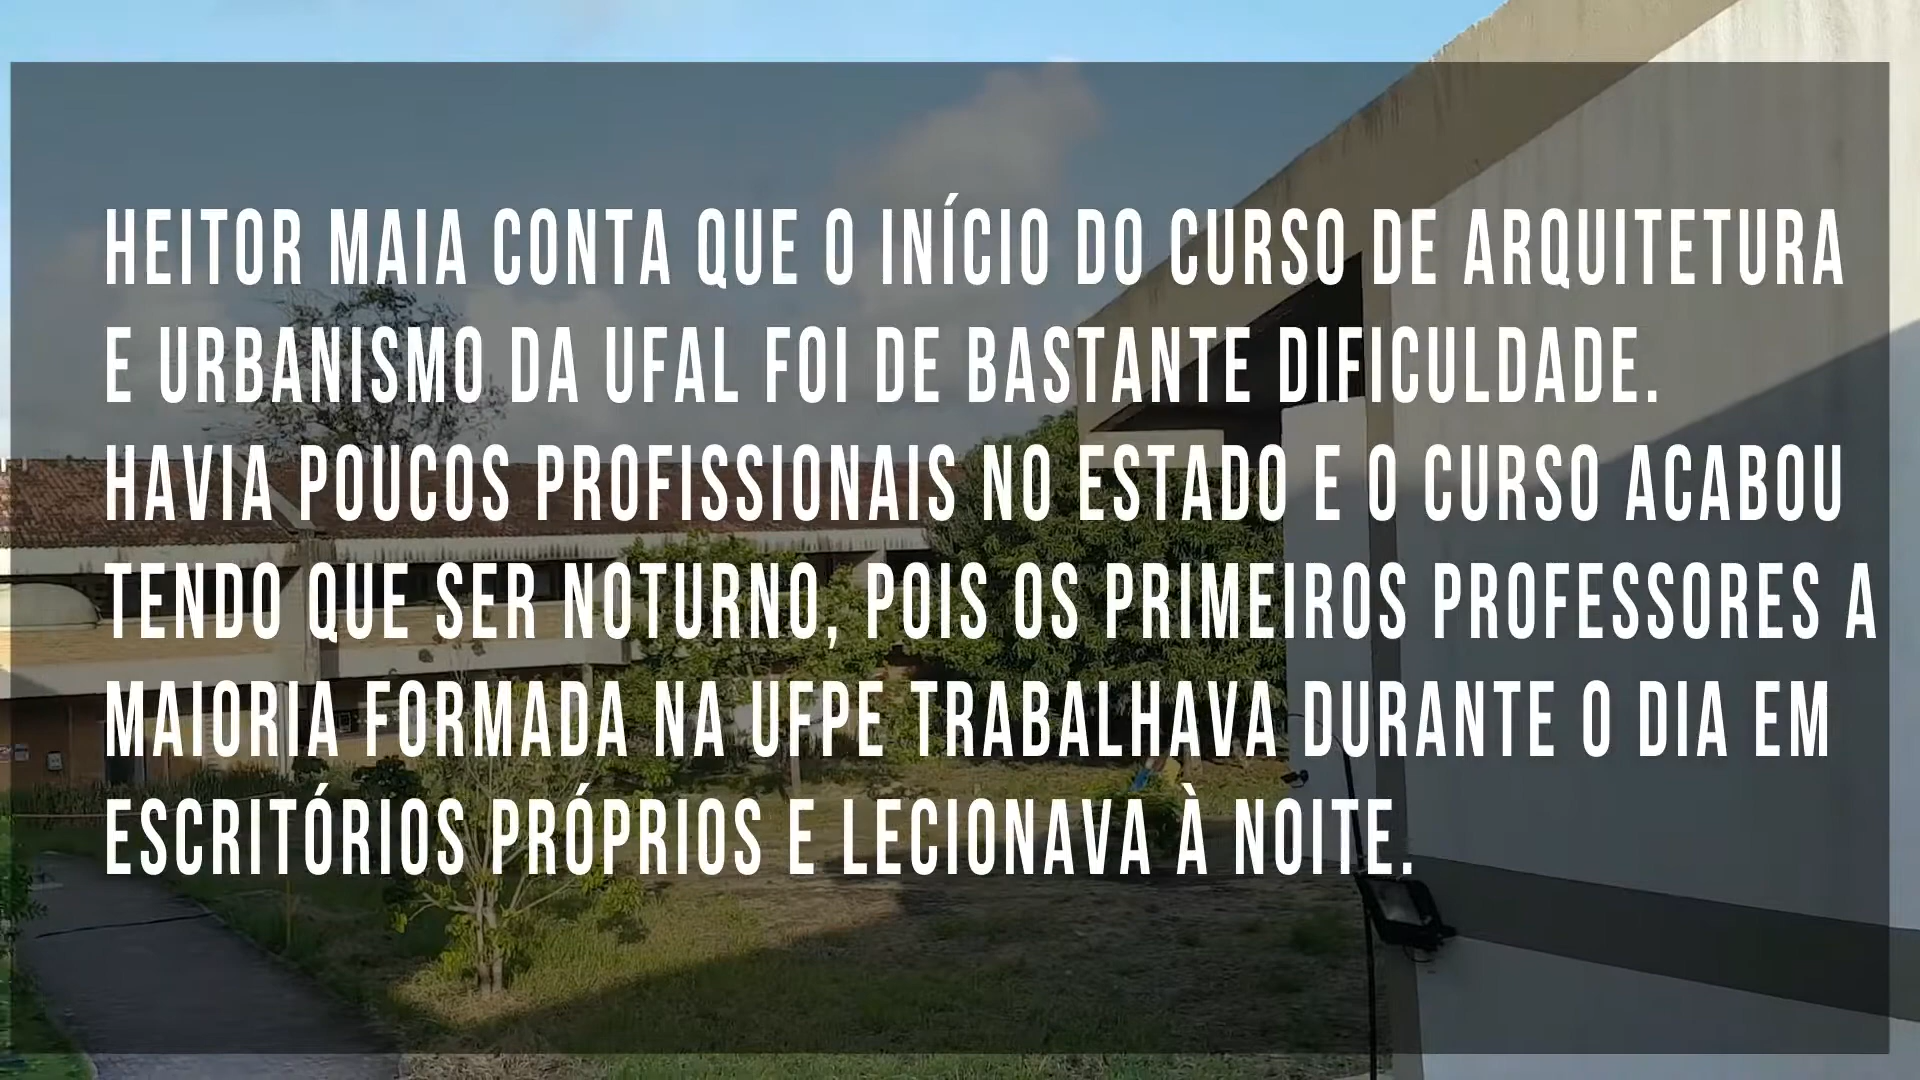 HEITOR MAIA CONTA QUE O INÍCIO DO CURSO DE ARQUITETURA
E URBANISMO DA UFAL FOI DE BASTANTE DIFICULDADE.
HAVIA POUCOS PROFISSIONAIS NO ESTADO E O CURSO ACABOU
TENDO QUE SER NOTURNO, POIS OS PRIMEIROS PROFESSORES A
MAIORIA FORMADA NA UFPE TRABALHAVA DURANTE O DIA EM
ESCRITÓRIOS PRÓPRIOS E LECIONAVA À NOITE.